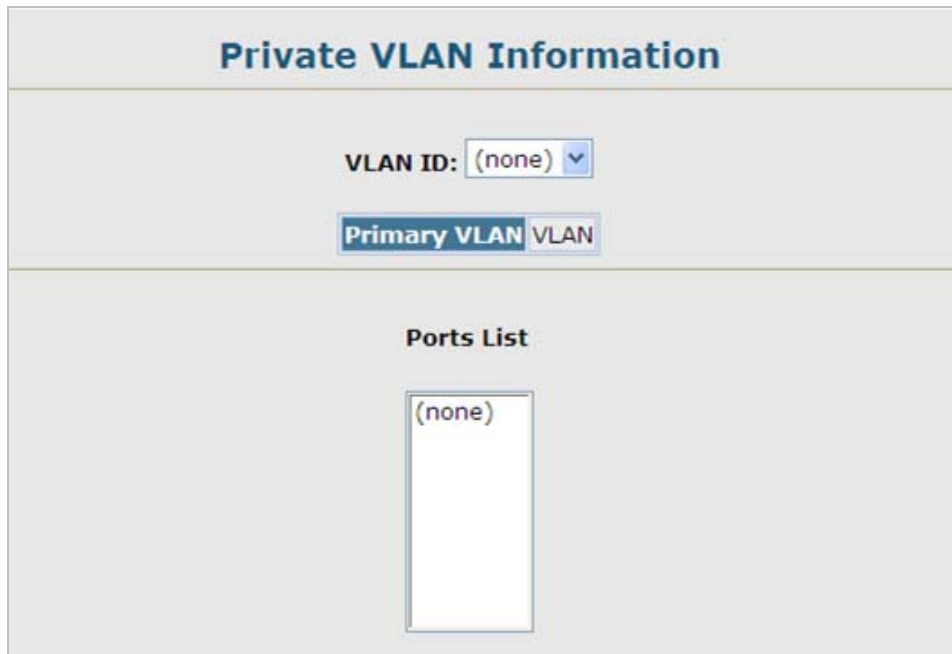 Private VLAN Information
VLAN ID: (none)
Primary VLAN VLAN
Ports List
(none)